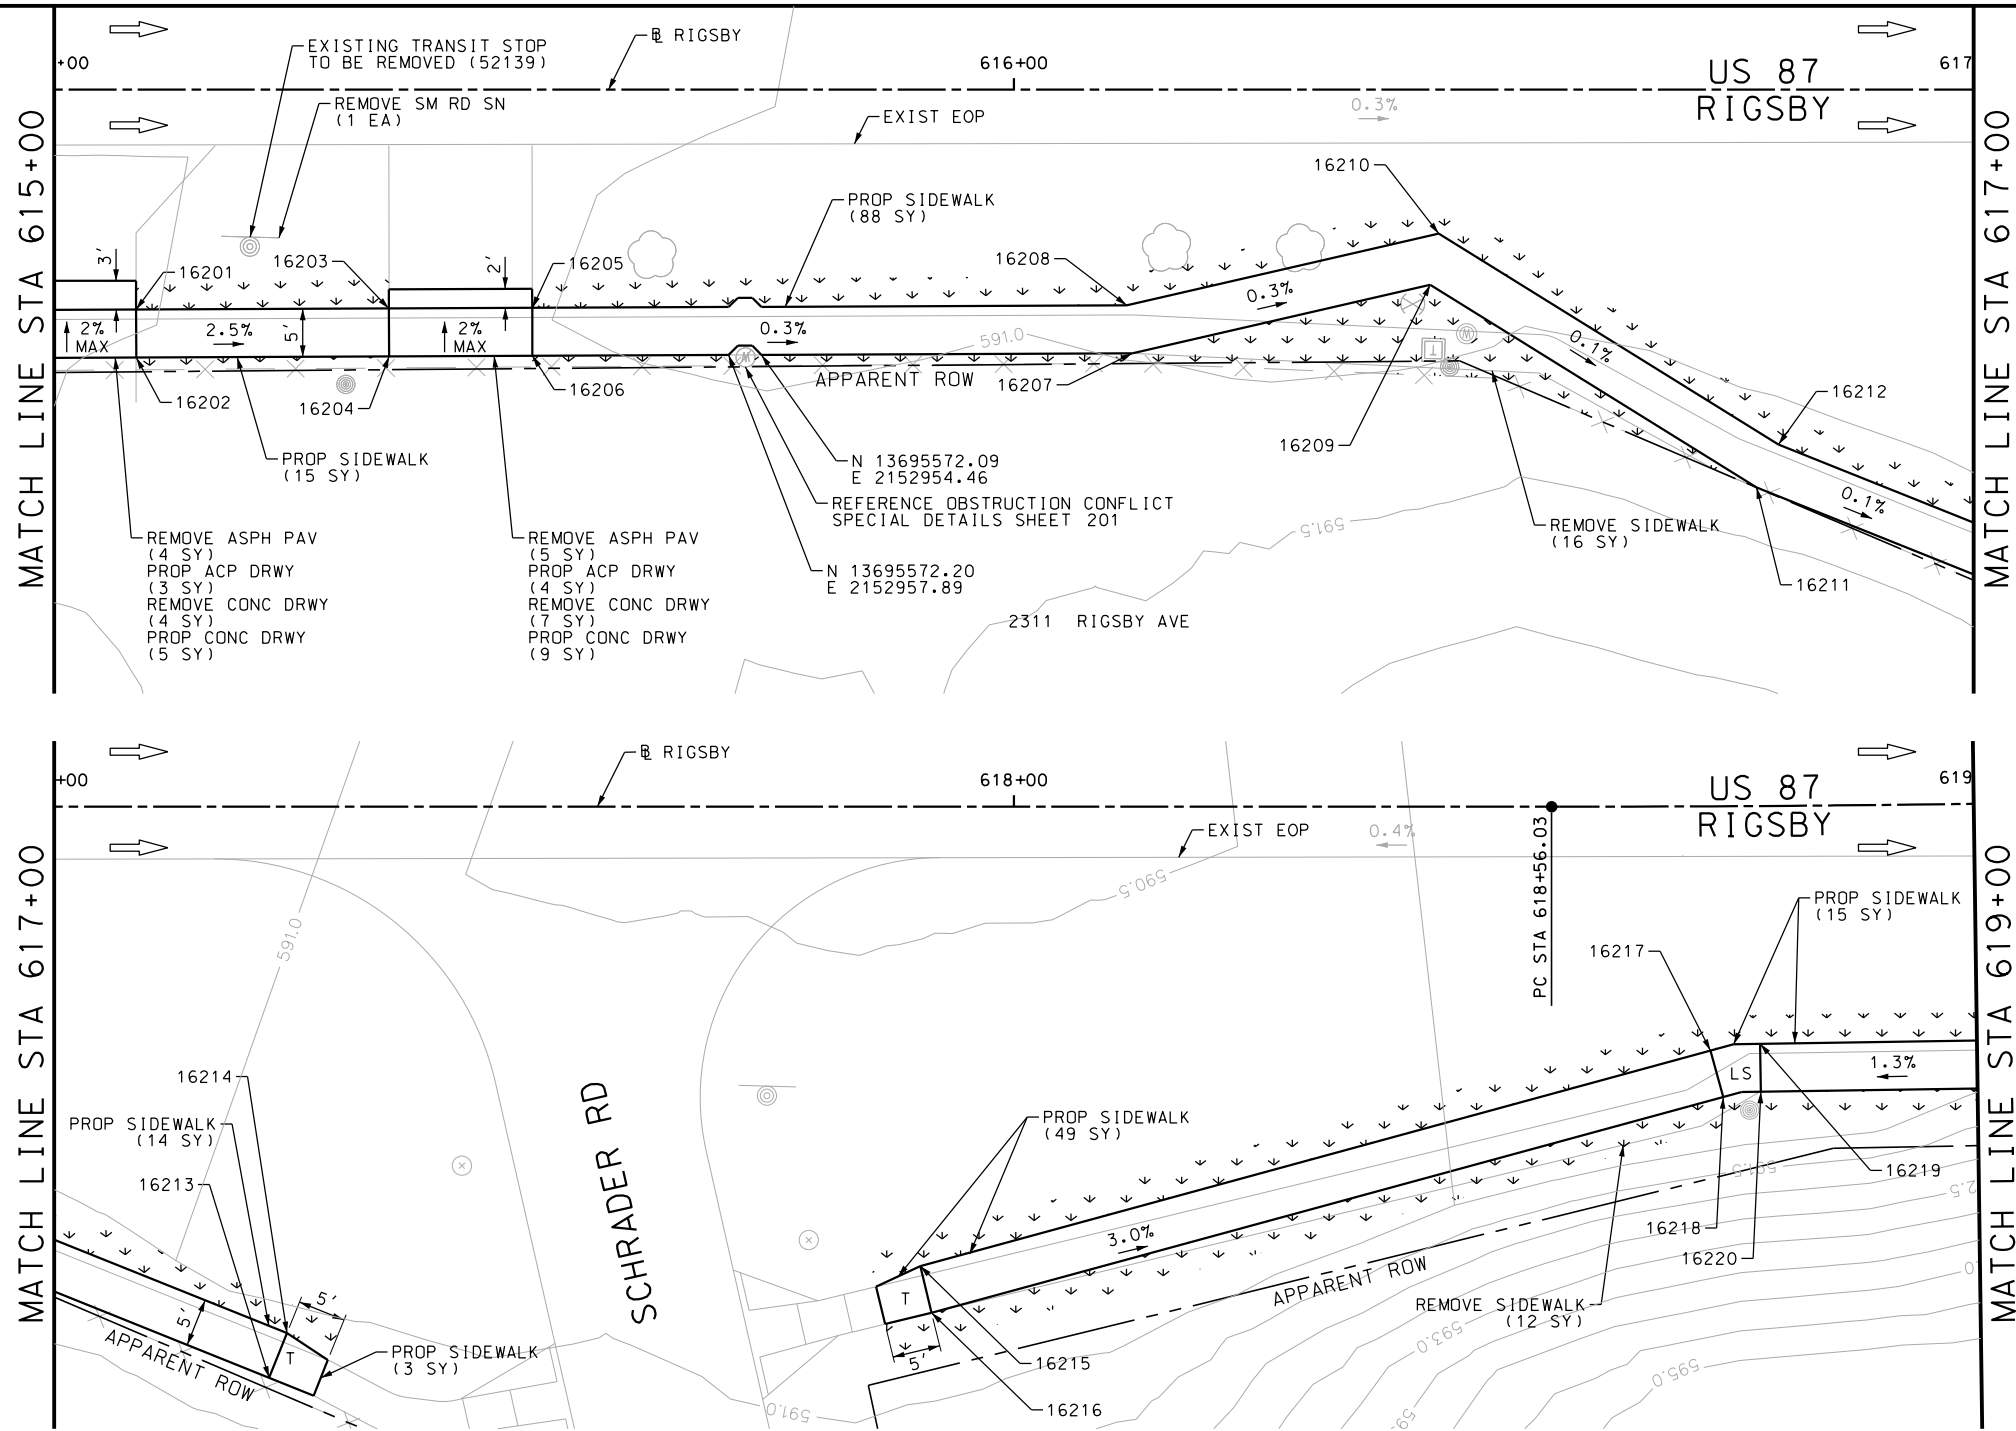 EXISTING TRANSIT STOP
TO BE REMOVED (52139)
℄ RIGSBY
+00
616+00
US 87
RIGSBY
617
REMOVE SM RD SN
(1 EA)
EXIST EOP
0.3%
MATCH LINE STA 615+00
MATCH LINE STA 617+00
16210
PROP SIDEWALK
(88 SY)
3'
16201
16203
2'
16205
16208
0.3%
2%
MAX
2.5%
5'
2%
MAX
0.3%
591.0
0.1%
W
W
T
APPARENT ROW
16202
16204
16206
16207
16212
16209
PROP SIDEWALK
(15 SY)
N 13695572.09
E 2152954.46
REFERENCE OBSTRUCTION CONFLICT
SPECIAL DETAILS SHEET 201
0.1%
591.5
REMOVE SIDEWALK
(16 SY)
REMOVE ASPH PAV
(4 SY)
PROP ACP DRWY
(3 SY)
REMOVE CONC DRWY
(4 SY)
PROP CONC DRWY
(5 SY)
REMOVE ASPH PAV
(5 SY)
PROP ACP DRWY
(4 SY)
REMOVE CONC DRWY
(7 SY)
PROP CONC DRWY
(9 SY)
N 13695572.20
E 2152957.89
16211
2311 RIGSBY AVE
℄ RIGSBY
+00
618+00
US 87
RIGSBY
619
EXIST EOP
0.4%
MATCH LINE STA 617+00
MATCH LINE STA 619+00
PC STA 618+56.03
590.5
591.0
PROP SIDEWALK
(15 SY)
16217
16214
PROP SIDEWALK
(14 SY)
16213
SCHRADER RD
PROP SIDEWALK
(49 SY)
LS
1.3%
591.5
16219
2.5
3.0%
16218
16220
0
5'
5'
T
T
APPARENT ROW
APPARENT ROW
REMOVE SIDEWALK
(12 SY)
PROP SIDEWALK
(3 SY)
5'
16215
593.0
595.0
591.0
16216
593